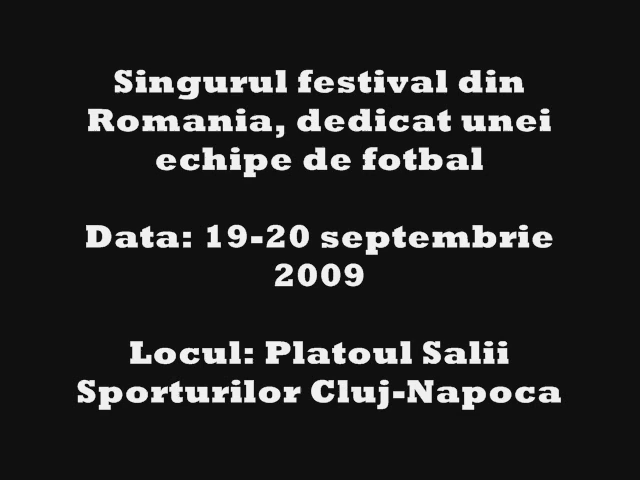 Singurul festival din
Romania, dedicat unei
echipe de fotbal
Data: 19-20 septembrie
2009
Locul: Platoul Salii
Sporturilor Cluj-Napoca